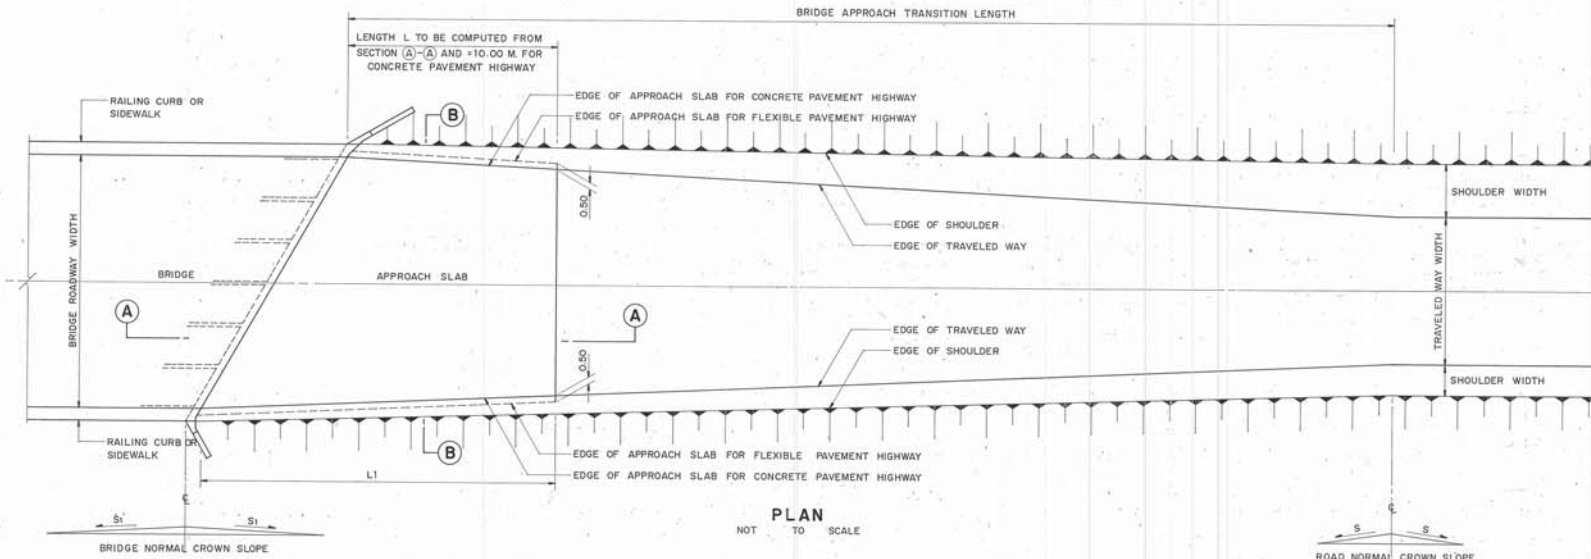 BRIDGE APPROACH TRANSITION LENGTH
LENGTH L TO BE COMPUTED FROM
SECTION A-A AND =10.00 M. FOR
CONCRETE PAVEMENT HIGHWAY
RAILING CURB OR
SIDEWALK
B
EDGE OF APPROACH SLAB FOR CONCRETE PAVEMENT HIGHWAY
EDGE OF APPROACH SLAB FOR FLEXIBLE PAVEMENT HIGHWAY
0.50
SHOULDER WIDTH
EDGE OF SHOULDER
EDGE OF TRAVELED WAY
BRIDGE ROADWAY WIDTH
BRIDGE
APPROACH SLAB
TRAVELED WAY WIDTH
A
A
EDGE OF TRAVELED WAY
EDGE OF SHOULDER
0.50
SHOULDER WIDTH
RAILING CURB OR
SIDEWALK
B
EDGE OF APPROACH SLAB FOR FLEXIBLE PAVEMENT HIGHWAY
EDGE OF APPROACH SLAB FOR CONCRETE PAVEMENT HIGHWAY
L1
℄
S1
S1
BRIDGE NORMAL CROWN SLOPE
PLAN
NOT TO SCALE
℄
S
S
ROAD NORMAL CROWN SLOPE